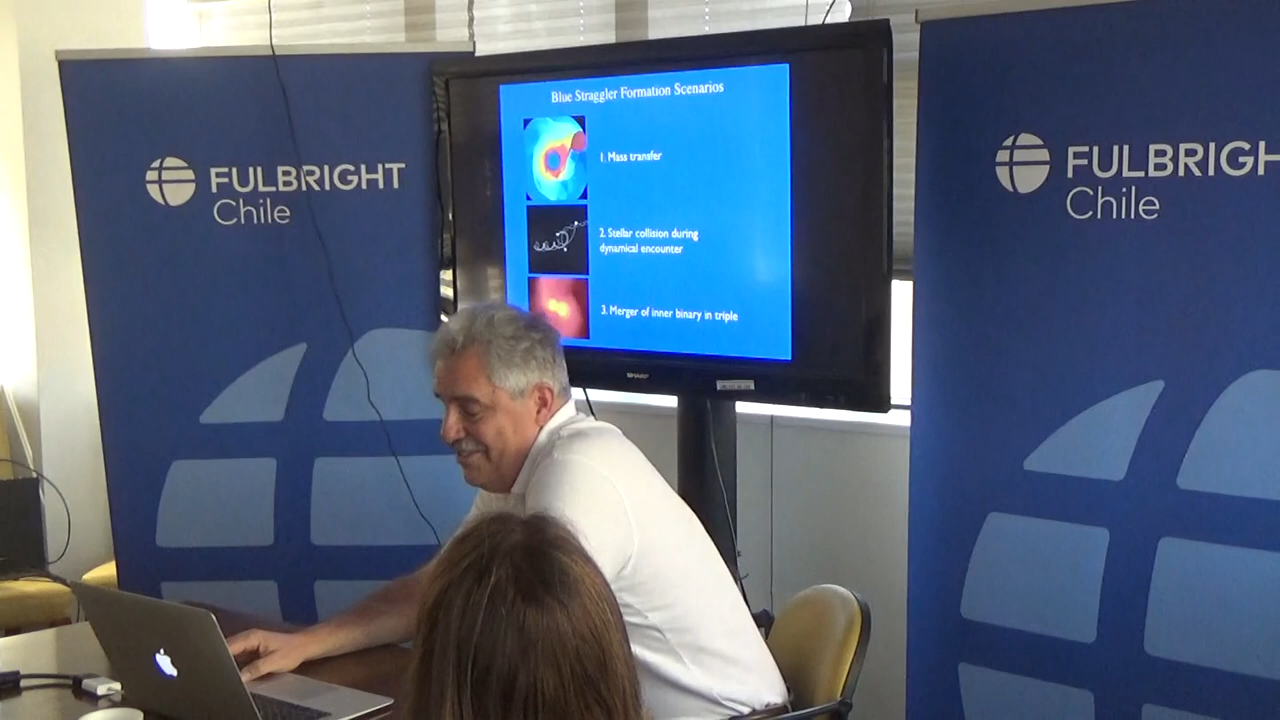 FULBRIGHT
Chile
Blue Straggler Formation Scenarios
1. Mass transfer
2. Stellar collision during
dynamical encounter
3. Merger of inner binary in triple
SHARP
FULBRIGH
Chile